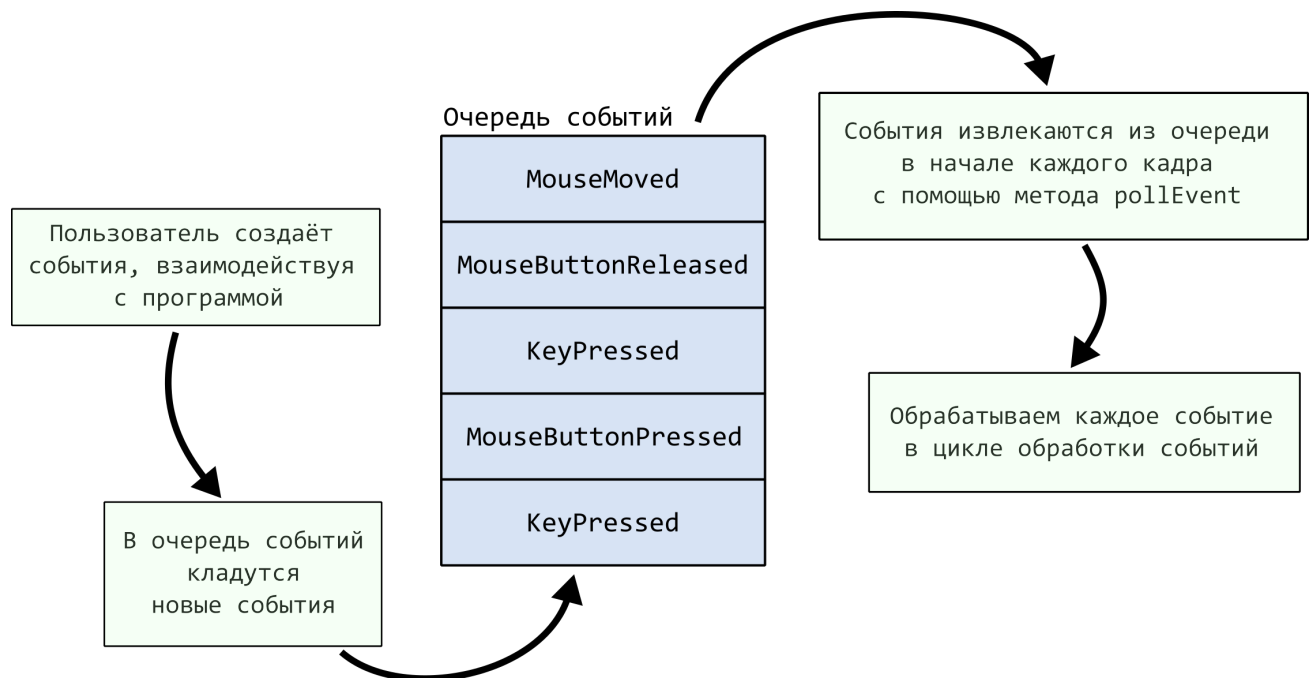 Пользователь создаёт
события, взаимодействуя
с программой
В очередь событий
кладутся
новые события
Очередь событий
MouseMoved
MouseButtonReleased
KeyPressed
MouseButtonPressed
KeyPressed
События извлекаются из очереди
в начале каждого кадра
с помощью метода pollEvent
Обрабатываем каждое событие
в цикле обработки событий